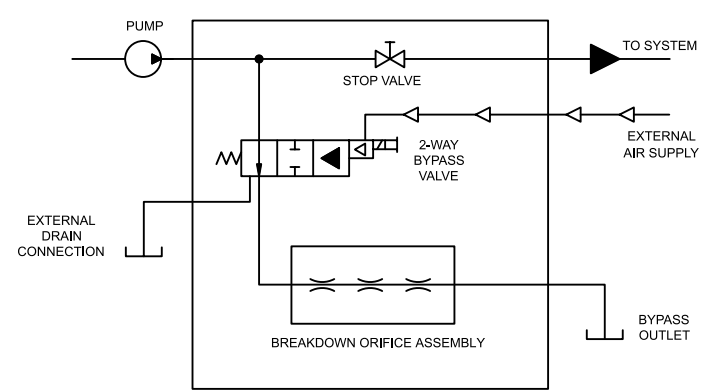 PUMP
TO SYSTEM
STOP VALVE
2-WAY
BYPASS
VALVE
EXTERNAL
AIR SUPPLY
EXTERNAL
DRAIN
CONNECTION
BYPASS
OUTLET
BREAKDOWN ORIFICE ASSEMBLY